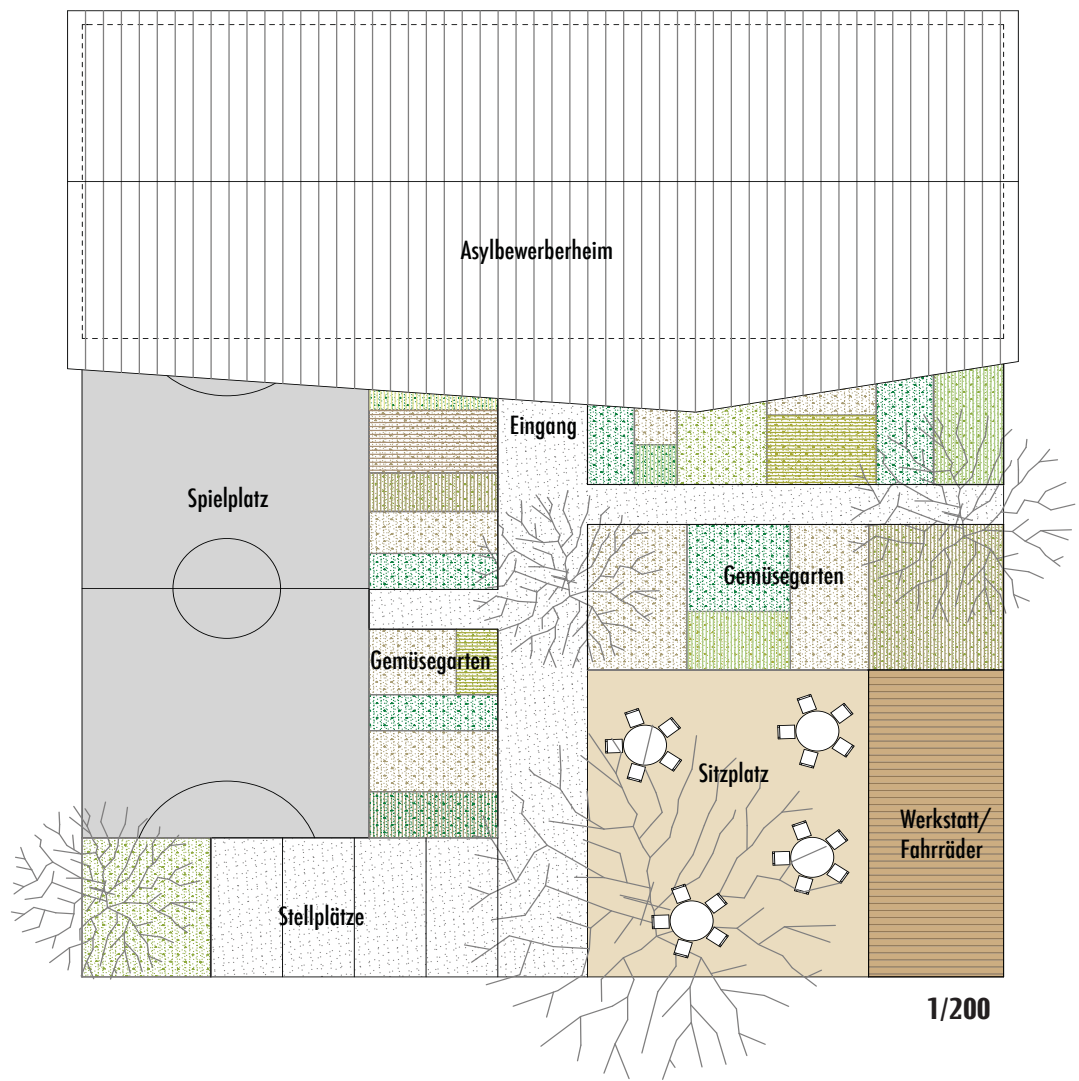 Asylbewerberheim
Eingang
Spielplatz
Gemüsegarten
Gemüsegarten
Sitzplatz
Werkstatt/
Fahrräder
Stellplätze
1/200